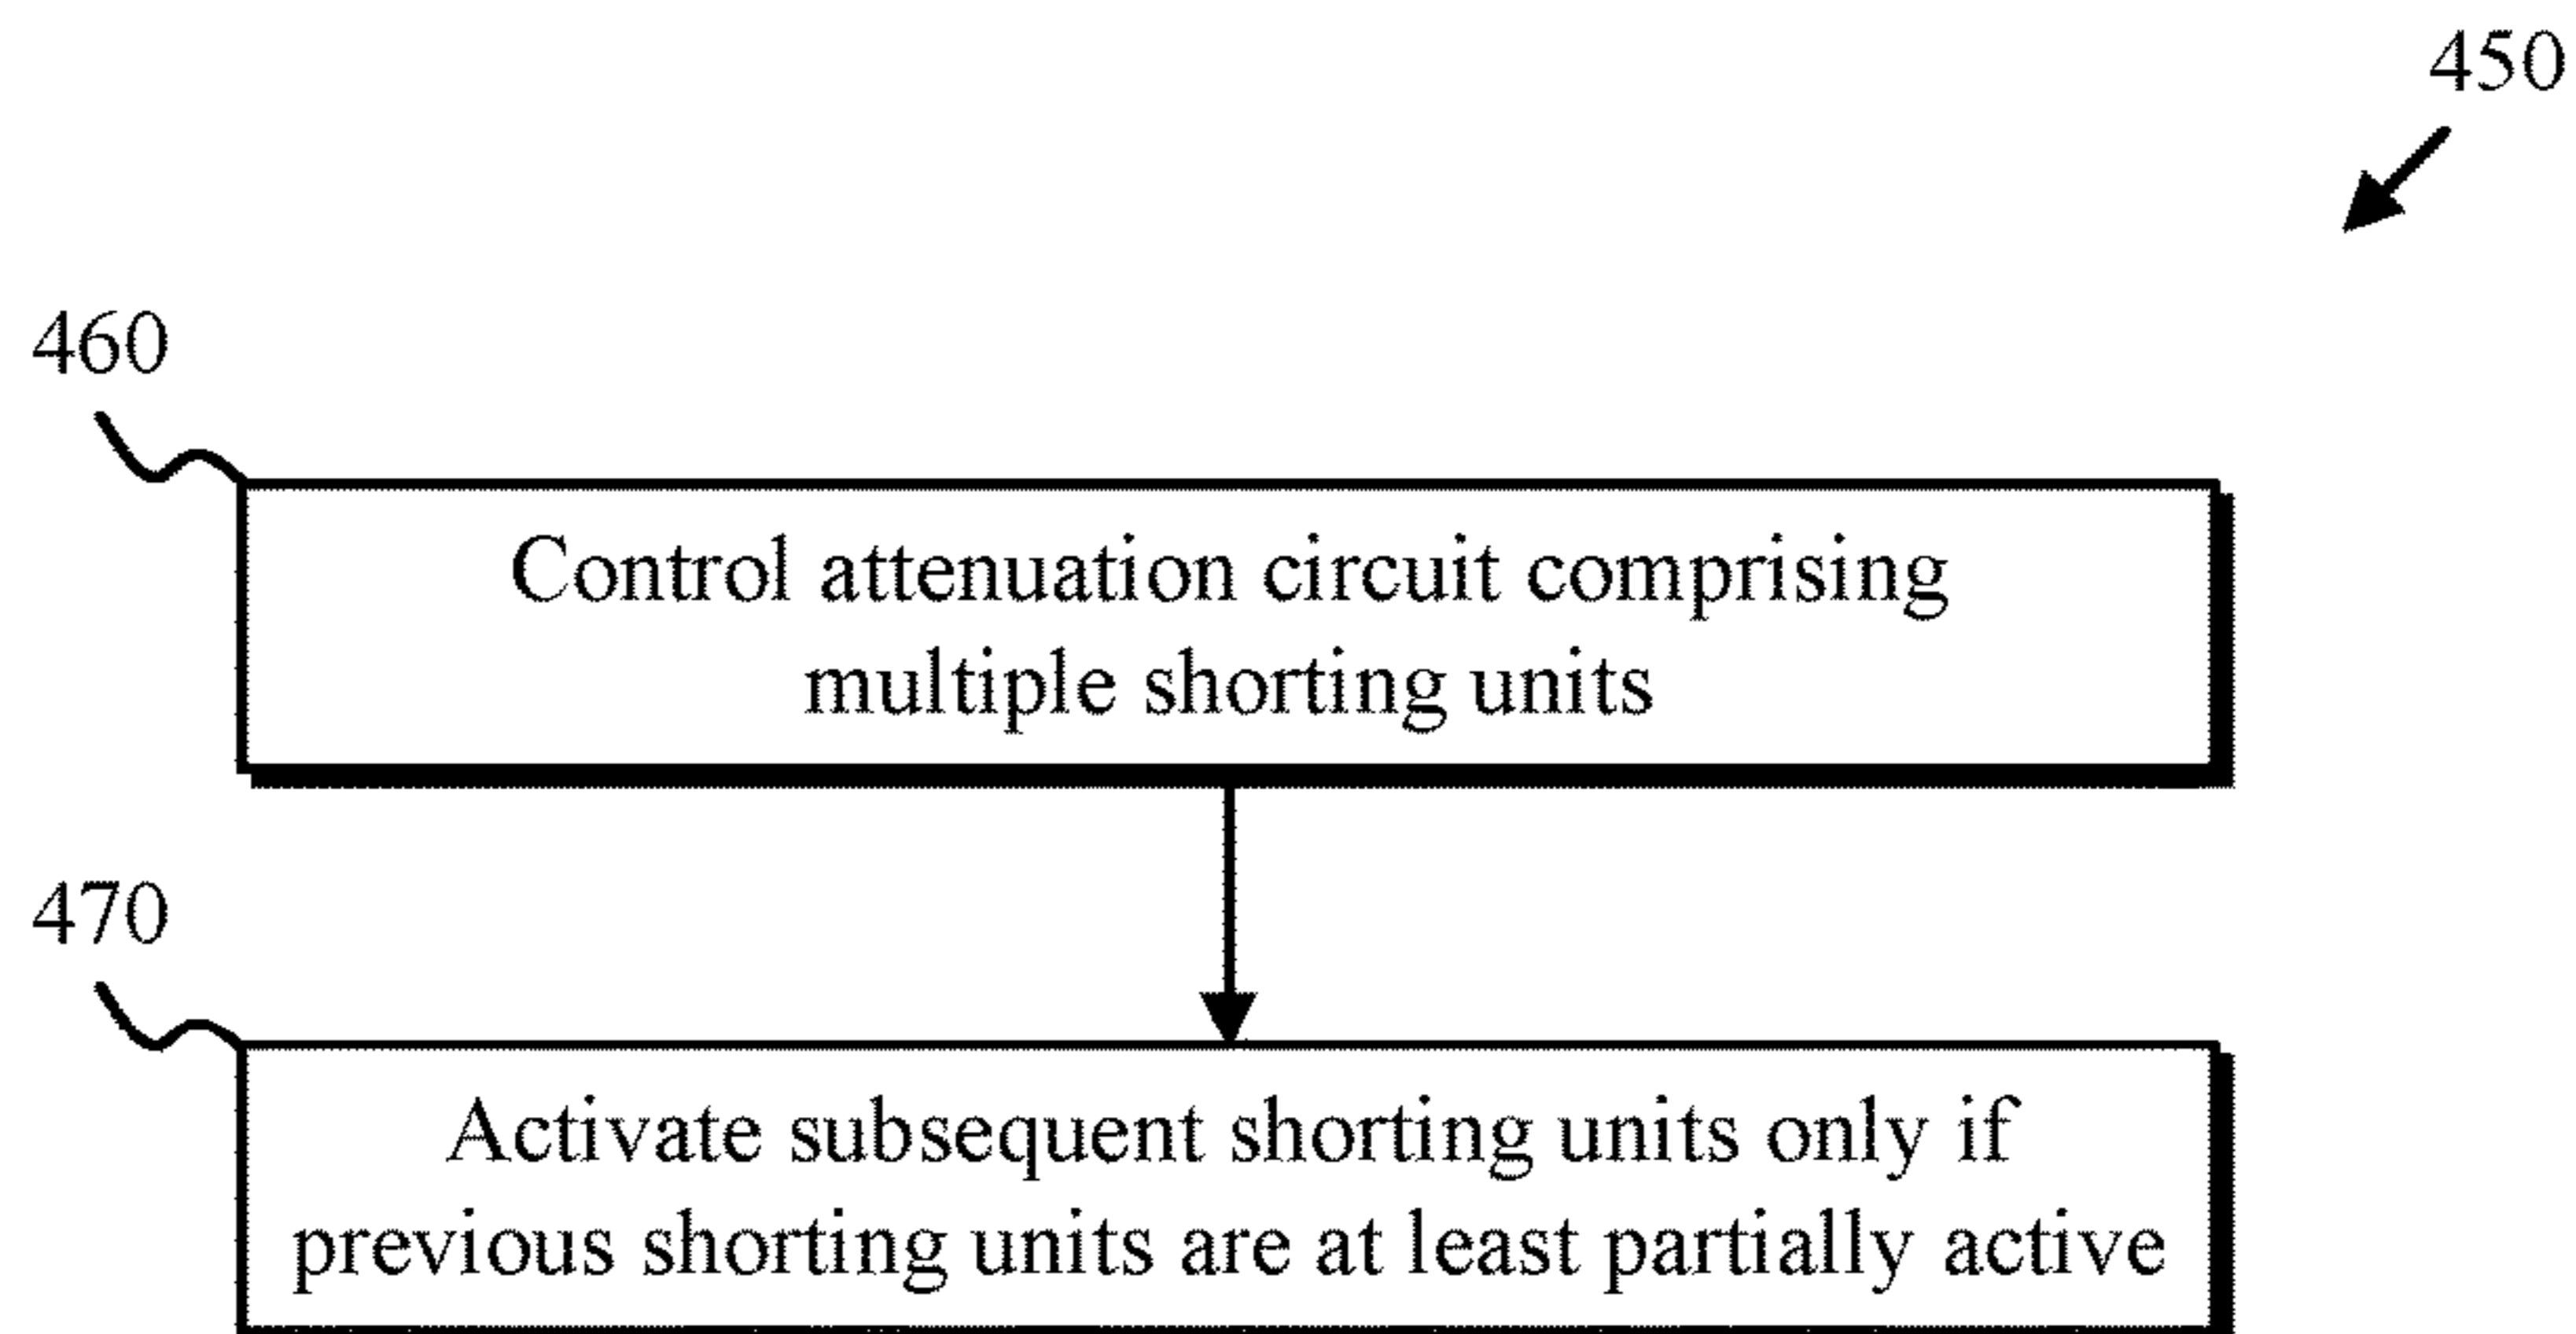 450
460
Control attenuation circuit comprising
multiple shorting units
470
Activate subsequent shorting units only if
previous shorting units are at least partially active